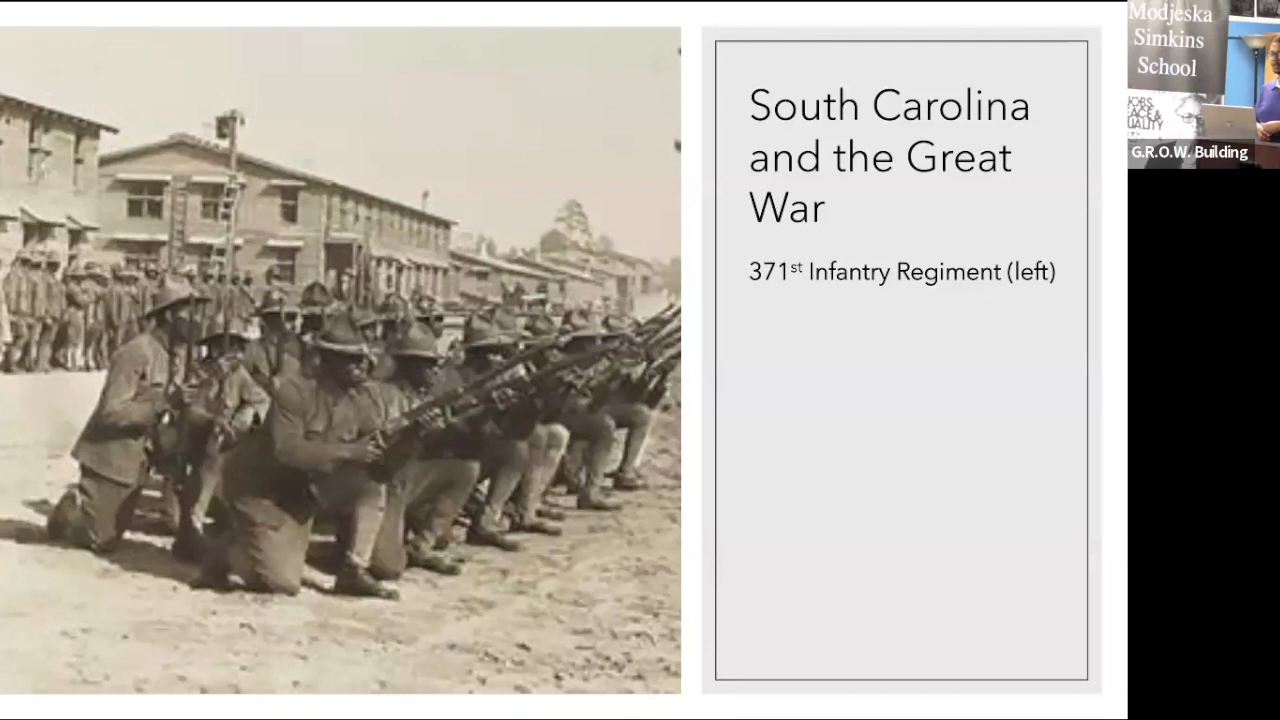 South Carolina
and the Great
War
371st Infantry Regiment (left)
Modjeska
Simkins
School
G.R.O.W. Building